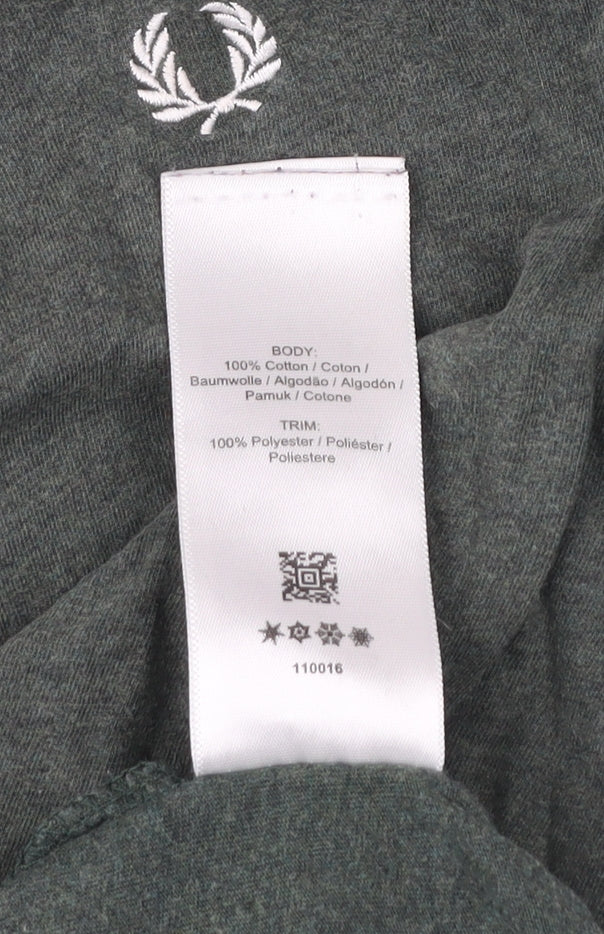 BODY:
100% Cotton / Coton /
Baumwolle / Algodão / Algodón /
Pamuk / Cotone
TRIM:
100% Polyester / Poliéster /
Poliestere
110016